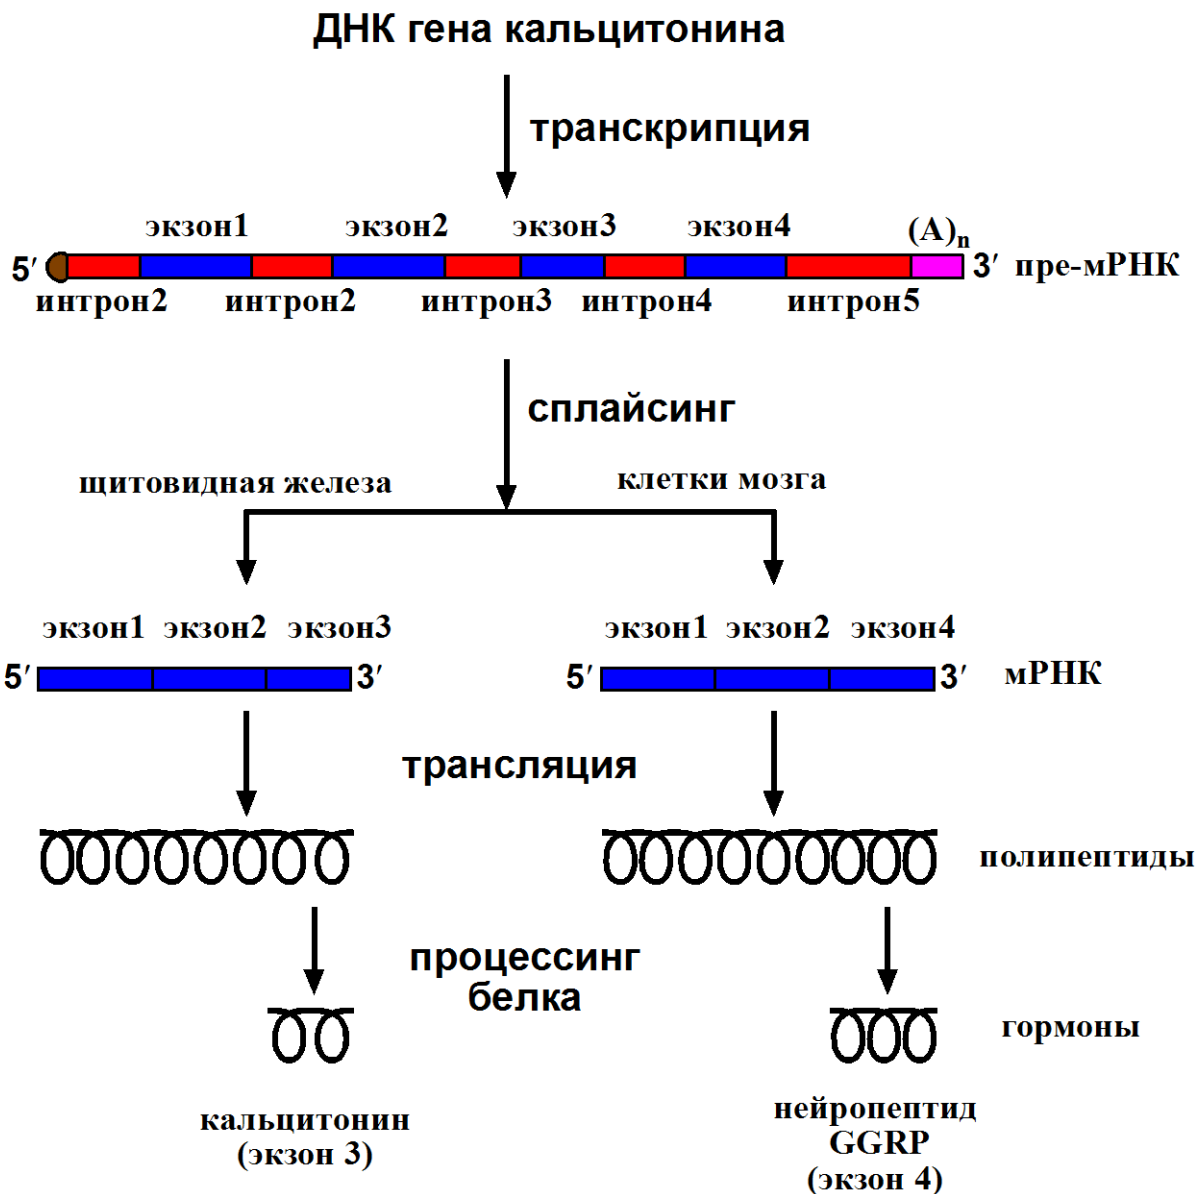 ДНК гена кальцитонина
транскрипция
экзон1 экзон2 экзон3 экзон4 (А)n
5′ 3′ пре-мРНК
интрон2 интрон2 интрон3 интрон4 интрон5
сплайсинг
щитовидная железа клетки мозга
экзон1 экзон2 экзон3 экзон1 экзон2 экзон4
5′ 3′ 5′ 3′ мРНК
трансляция
полипептиды
процессинг
белка
гормоны
кальцитонин
(экзон 3)
нейропептид
GGRP
(экзон 4)